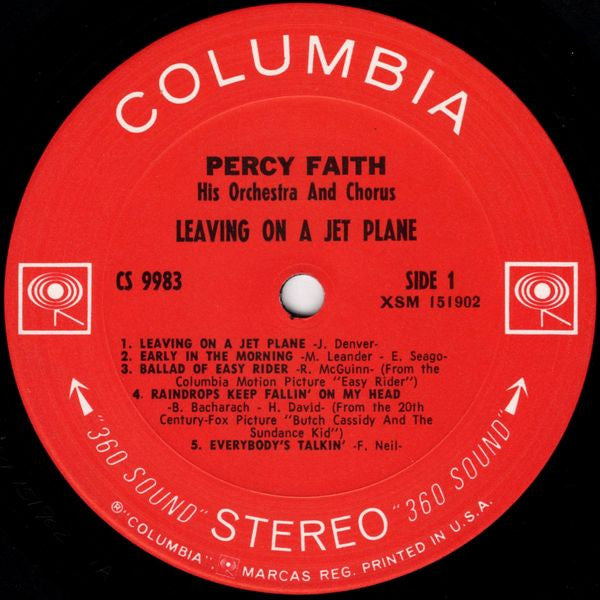 COLUMBIA
PERCY FAITH
His Orchestra And Chorus
LEAVING ON A JET PLANE
CS 9983
SIDE 1
XSM 151902
1. LEAVING ON A JET PLANE -J. Denver-
2. EARLY IN THE MORNING -M. Leander - E. Seago-
3. BALLAD OF EASY RIDER -R. McGuinn- (From the
Columbia Motion Picture "Easy Rider")
4. RAINDROPS KEEP FALLIN' ON MY HEAD
-B. Bacharach - H. David- (From the 20th
Century-Fox Picture "Butch Cassidy And The
Sundance Kid")
5. EVERYBODY'S TALKIN' -F. Neil-
"360 SOUND" STEREO "360 SOUND"
®"COLUMBIA", MARCAS REG. PRINTED IN U.S.A.